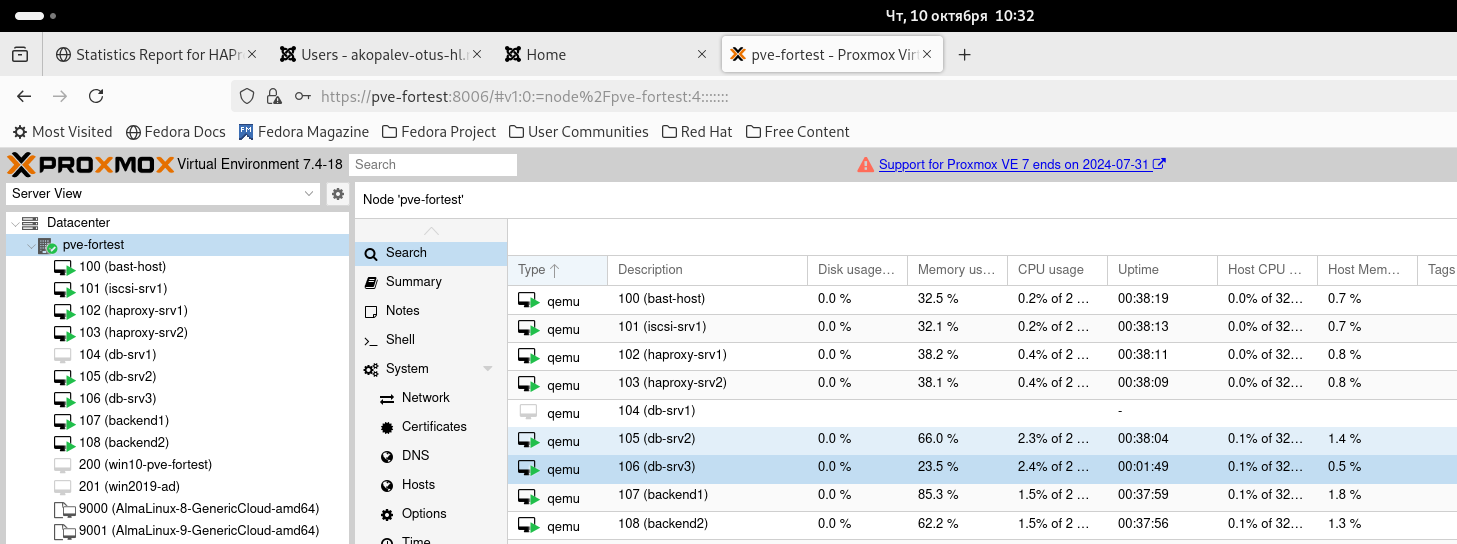 Чт, 10 октября 10:32
Statistics Report for HAPr
Users - akopalev-otus-hl.
Home
pve-fortest - Proxmox Virt
https://pve-fortest:8006/#v1:0:=node%2Fpve-fortest:4:::::::
Most Visited Fedora Docs Fedora Magazine Fedora Project User Communities Red Hat Free Content
PROXMOX Virtual Environment 7.4-18 Search Support for Proxmox VE 7 ends on 2024-07-31
Server View
Node 'pve-fortest'
Datacenter
pve-fortest
100 (bast-host)
101 (iscsi-srv1)
102 (haproxy-srv1)
103 (haproxy-srv2)
104 (db-srv1)
105 (db-srv2)
106 (db-srv3)
107 (backend1)
108 (backend2)
200 (win10-pve-fortest)
201 (win2019-ad)
9000 (AlmaLinux-8-GenericCloud-amd64)
9001 (AlmaLinux-9-GenericCloud-amd64)
Search
Summary
Notes
Shell
System
Network
Certificates
DNS
Hosts
Options
Time
Type Description Disk usage... Memory us... CPU usage Uptime Host CPU ... Host Mem... Tags
qemu 100 (bast-host) 0.0 % 32.5 % 0.2% of 2 ... 00:38:19 0.0% of 32... 0.7 %
qemu 101 (iscsi-srv1) 0.0 % 32.1 % 0.2% of 2 ... 00:38:13 0.0% of 32... 0.7 %
qemu 102 (haproxy-srv1) 0.0 % 38.2 % 0.4% of 2 ... 00:38:11 0.0% of 32... 0.8 %
qemu 103 (haproxy-srv2) 0.0 % 38.1 % 0.4% of 2 ... 00:38:09 0.0% of 32... 0.8 %
qemu 104 (db-srv1) -
qemu 105 (db-srv2) 0.0 % 66.0 % 2.3% of 2 ... 00:38:04 0.1% of 32... 1.4 %
qemu 106 (db-srv3) 0.0 % 23.5 % 2.4% of 2 ... 00:01:49 0.1% of 32... 0.5 %
qemu 107 (backend1) 0.0 % 85.3 % 1.5% of 2 ... 00:37:59 0.1% of 32... 1.8 %
qemu 108 (backend2) 0.0 % 62.2 % 1.5% of 2 ... 00:37:56 0.1% of 32... 1.3 %